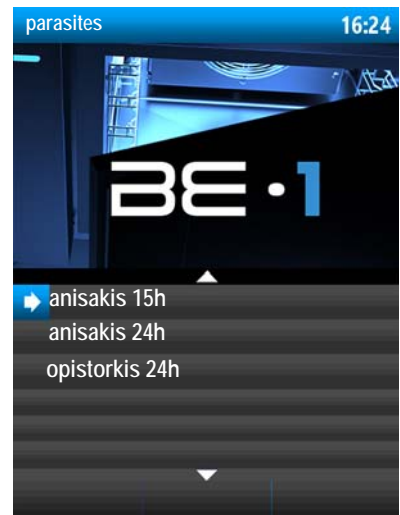 parasites 16:24
BE·1
anisakis 15h
anisakis 24h
opistorkis 24h